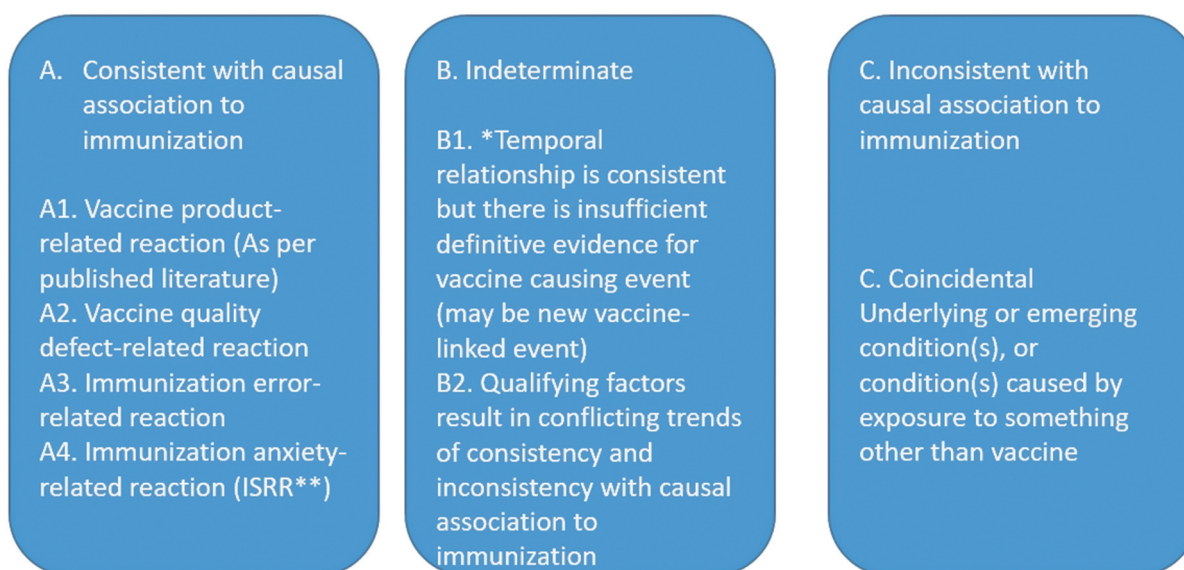 A. Consistent with causal
association to
immunization
A1. Vaccine product-
related reaction (As per
published literature)
A2. Vaccine quality
defect-related reaction
A3. Immunization error-
related reaction
A4. Immunization anxiety-
related reaction (ISRR**)
B. Indeterminate
B1. *Temporal
relationship is consistent
but there is insufficient
definitive evidence for
vaccine causing event
(may be new vaccine-
linked event)
B2. Qualifying factors
result in conflicting trends
of consistency and
inconsistency with causal
association to
immunization
C. Inconsistent with
causal association to
immunization
C. Coincidental
Underlying or emerging
condition(s), or
condition(s) caused by
exposure to something
other than vaccine